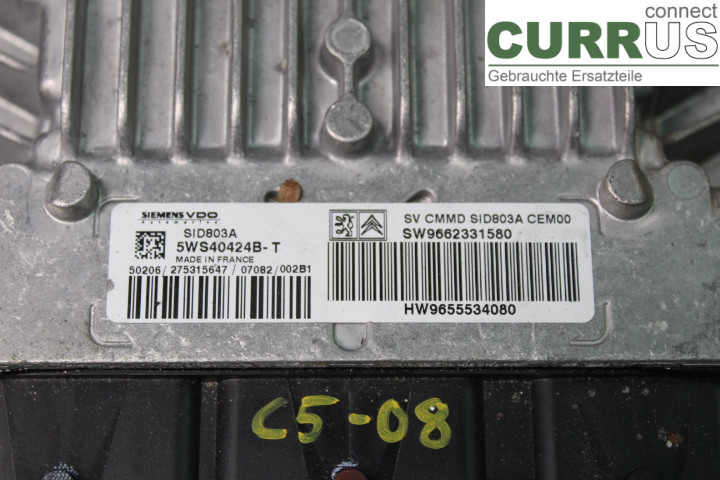 connect
CURRUS
Gebrauchte Ersatzteile
SIEMENS VDO
Automotive
SID803A
5WS40424B-T
MADE IN FRANCE
50206/275315647/07082/002B1
SV CMMD SID803A CEM00
SW9662331580
HW9655534080
C5-08